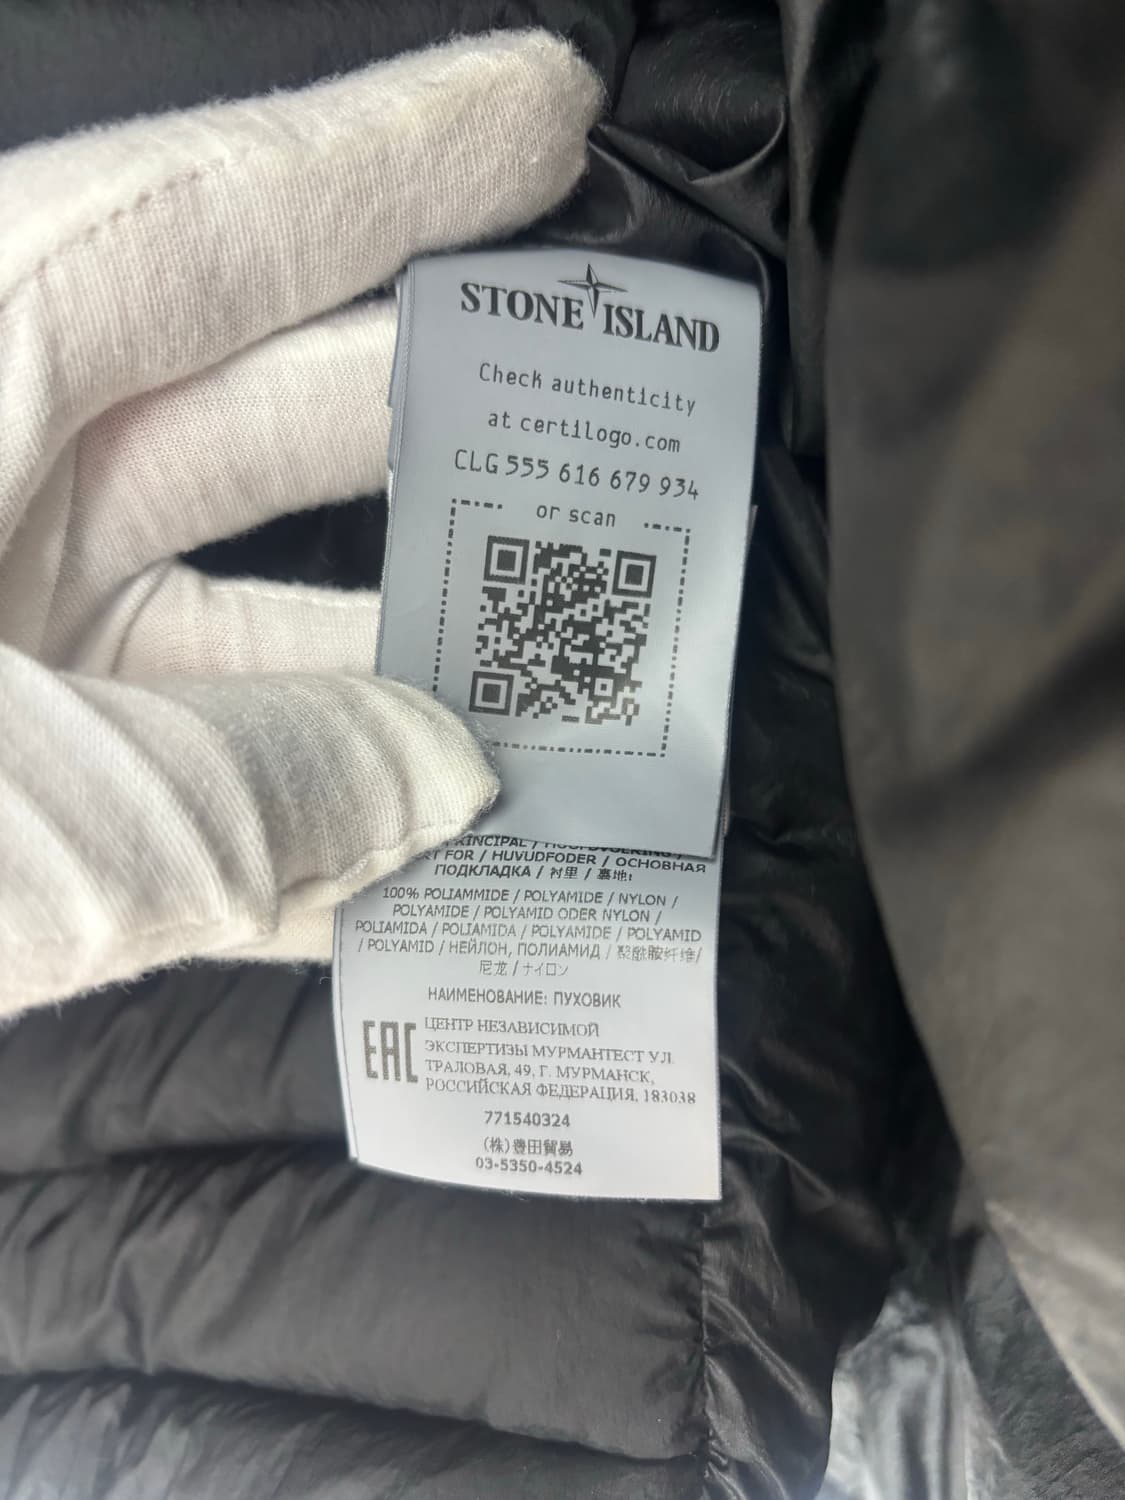 STONE ISLAND
Check authenticity
at certilogo.com
CLG 555 616 679 934
or scan
FOR / HUVUDFODER / ОСНОВНАЯ
ПОДКЛАДКА / 衬里 / 裏地:
100% POLIAMMIDE / POLYAMIDE / NYLON /
POLYAMIDE / POLYAMID ODER NYLON /
POLIAMIDA / POLIAMIDA / POLYAMIDE / POLYAMID
/ POLYAMID / НЕЙЛОН, ПОЛИАМИД / 聚酰胺纤维/
尼龙 / ナイロン
НАИМЕНОВАНИЕ: ПУХОВИК
EAC
ЦЕНТР НЕЗАВИСИМОЙ
ЭКСПЕРТИЗЫ МУРМАНТЕСТ УЛ.
ТРАЛОВАЯ, 49, Г. МУРМАНСК,
РОССИЙСКАЯ ФЕДЕРАЦИЯ, 183038
771540324
(株)豊田貿易
03-5350-4524